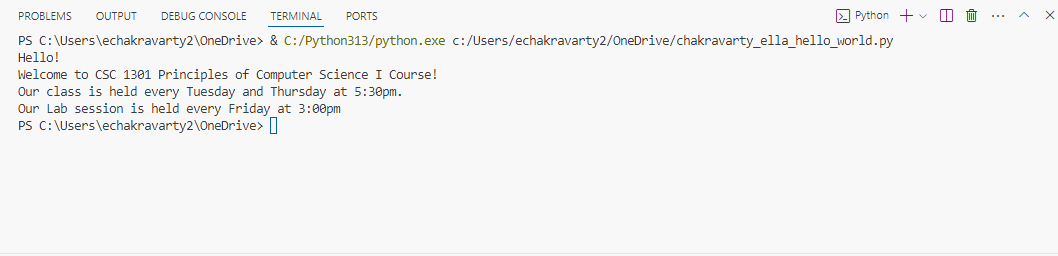 PROBLEMS OUTPUT DEBUG CONSOLE TERMINAL PORTS Python
PS C:\Users\echakravarty2\OneDrive> & C:/Python313/python.exe c:/Users/echakravarty2/OneDrive/chakravarty_ella_hello_world.py
Hello!
Welcome to CSC 1301 Principles of Computer Science I Course!
Our class is held every Tuesday and Thursday at 5:30pm.
Our Lab session is held every Friday at 3:00pm
PS C:\Users\echakravarty2\OneDrive>